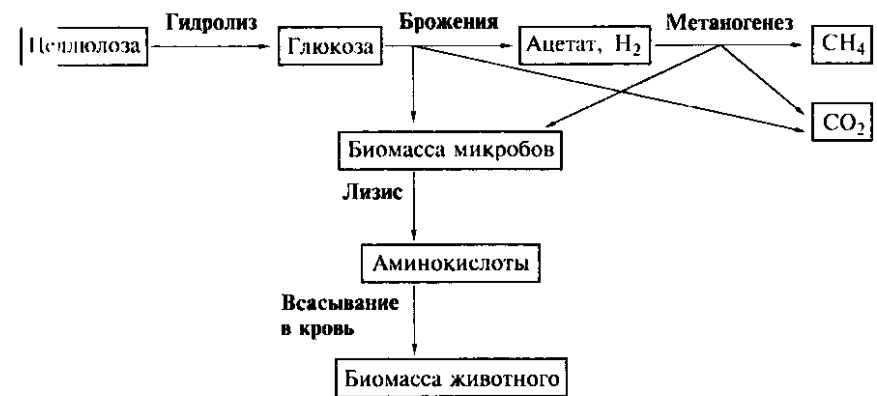 Гидролиз
Брожения
Метаногенез
Целлюлоза
Глюкоза
Ацетат, H₂
CH₄
CO₂
Биомасса микробов
Лизис
Аминокислоты
Всасывание
в кровь
Биомасса животного